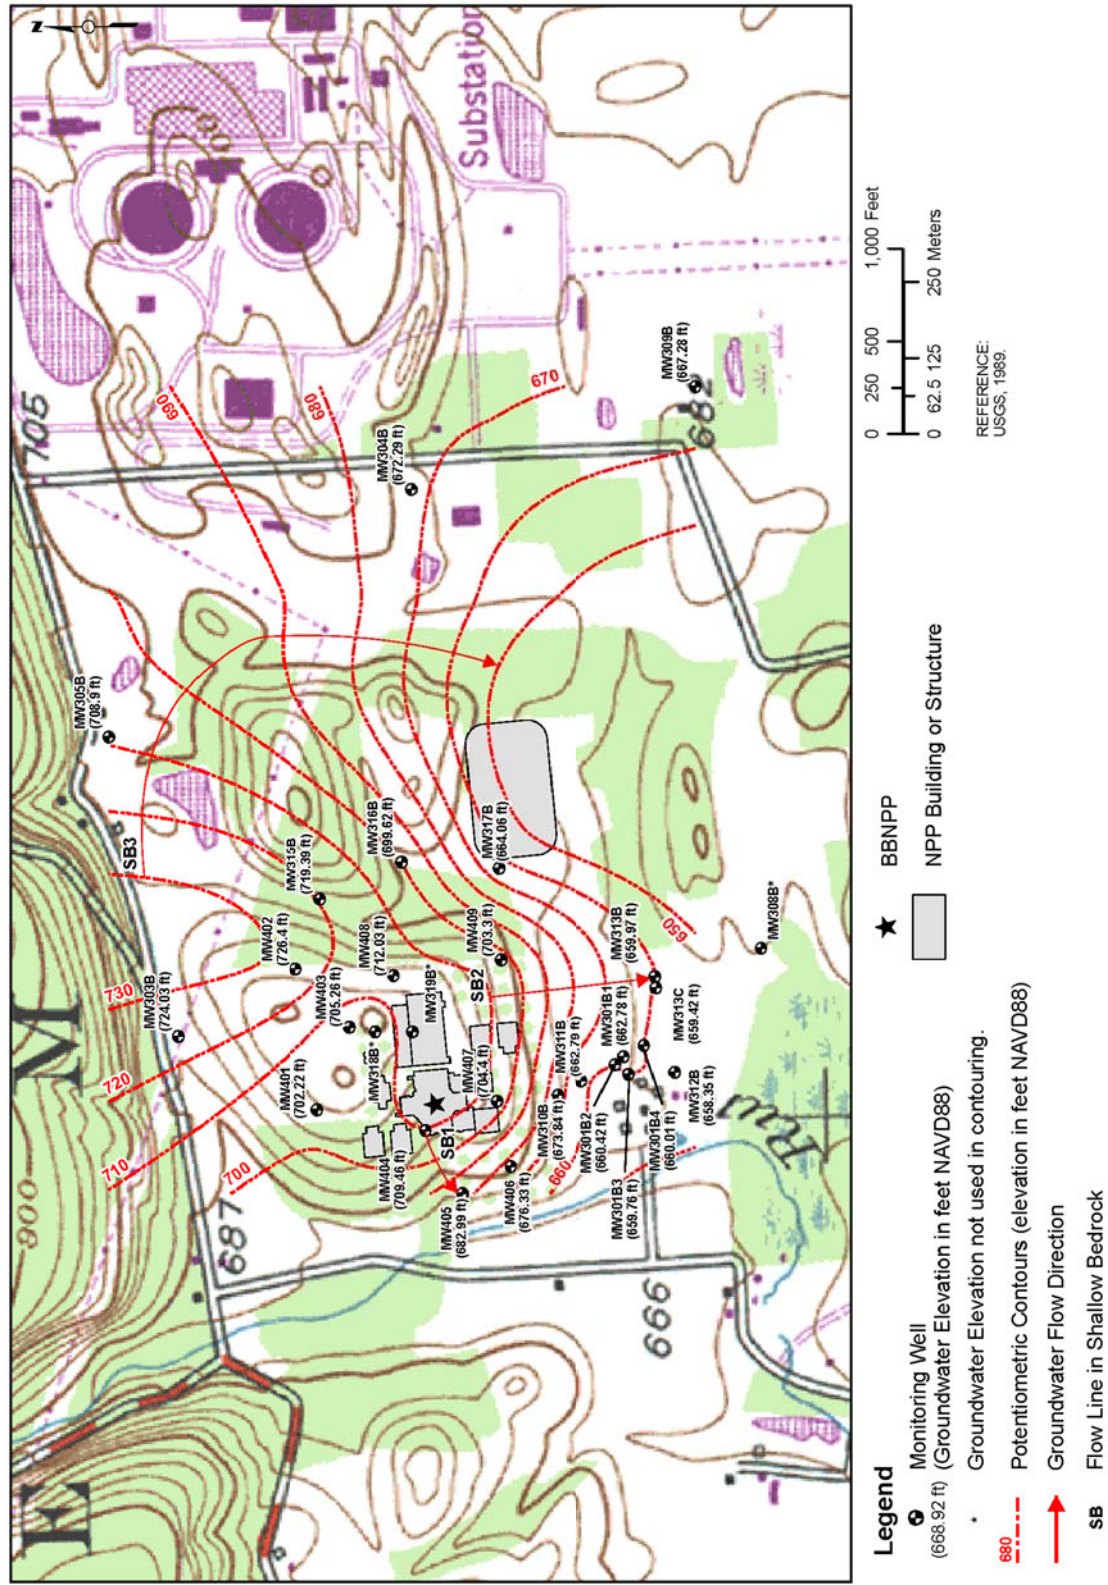 N
705
Substation
M
E
900
687
666
682
Run
SB3
SB2
SB1
690
680
670
730
720
710
700
660
650
MW305B
(708.9 ft)
MW304B
(672.29 ft)
MW309B
(667.28 ft)
MW303B
(724.03 ft)
MW402
(726.4 ft)
MW315B
(719.39 ft)
MW316B
(699.62 ft)
MW317B
(664.06 ft)
MW403
(705.26 ft)
MW408
(712.03 ft)
MW409
(703.3 ft)
MW401
(702.22 ft)
MW318B*
MW319B*
MW404
(709.46 ft)
MW407
(704.4 ft)
MW405
(682.99 ft)
MW406
(676.33 ft)
MW310B
(673.84 ft)
MW311B
(662.79 ft)
MW301B1
(662.78 ft)
MW301B2
(660.42 ft)
MW301B3
(659.76 ft)
MW301B4
(660.01 ft)
MW313B
(659.97 ft)
MW313C
(659.42 ft)
MW312B
(658.35 ft)
MW308B*
0 250 500 1,000 Feet
0 62.5 125 250 Meters
REFERENCE:
USGS, 1989.
Legend
Monitoring Well
(668.92 ft) (Groundwater Elevation in feet NAVD88)
* Groundwater Elevation not used in contouring.
680 Potentiometric Contours (elevation in feet NAVD88)
Groundwater Flow Direction
SB Flow Line in Shallow Bedrock
BBNPP
NPP Building or Structure